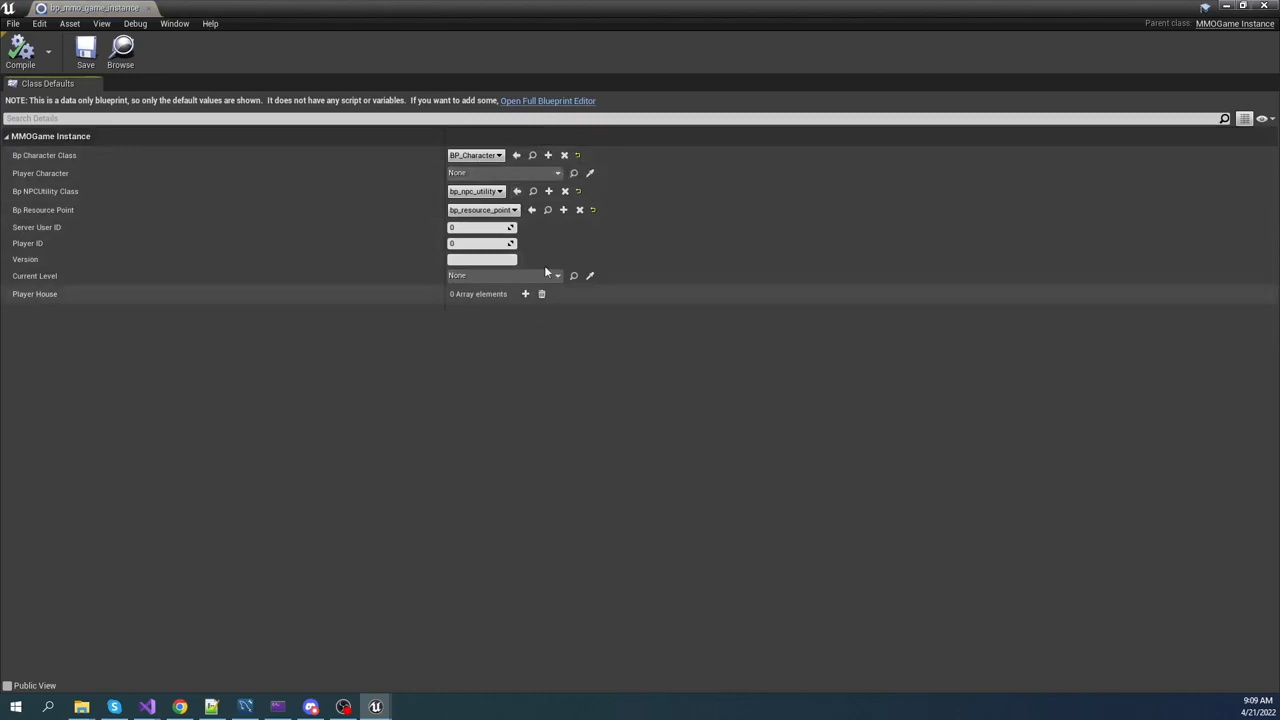 bp_mmo_game_instance
File Edit Asset View Debug Window Help
Parent class: MMOGame Instance
Compile Save Browse
Class Defaults
NOTE: This is a data only blueprint, so only the default values are shown. It does not have any script or variables. If you want to add some, Open Full Blueprint Editor
Search Details
MMOGame Instance
Bp Character Class BP_Character
Player Character None
Bp NPCUtility Class bp_npc_utility
Bp Resource Point bp_resource_point
Server User ID 0
Player ID 0
Version
Current Level None
Player House 0 Array elements
Public View
9:09 AM
4/21/2022